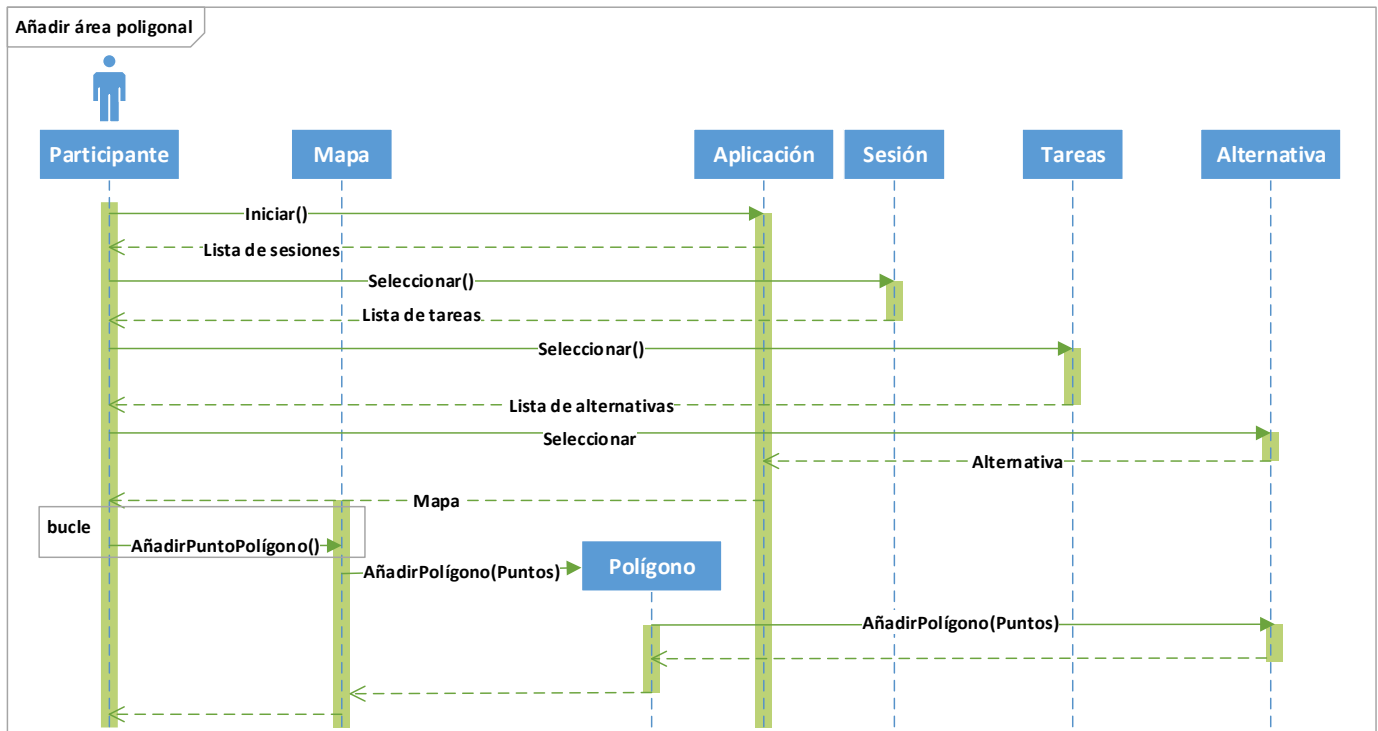 Añadir área poligonal
Participante
Mapa
Aplicación
Sesión
Tareas
Alternativa
Iniciar()
Lista de sesiones
Seleccionar()
Lista de tareas
Seleccionar()
Lista de alternativas
Seleccionar
Alternativa
Mapa
bucle
AñadirPuntoPolígono()
AñadirPolígono(Puntos)
Polígono
AñadirPolígono(Puntos)